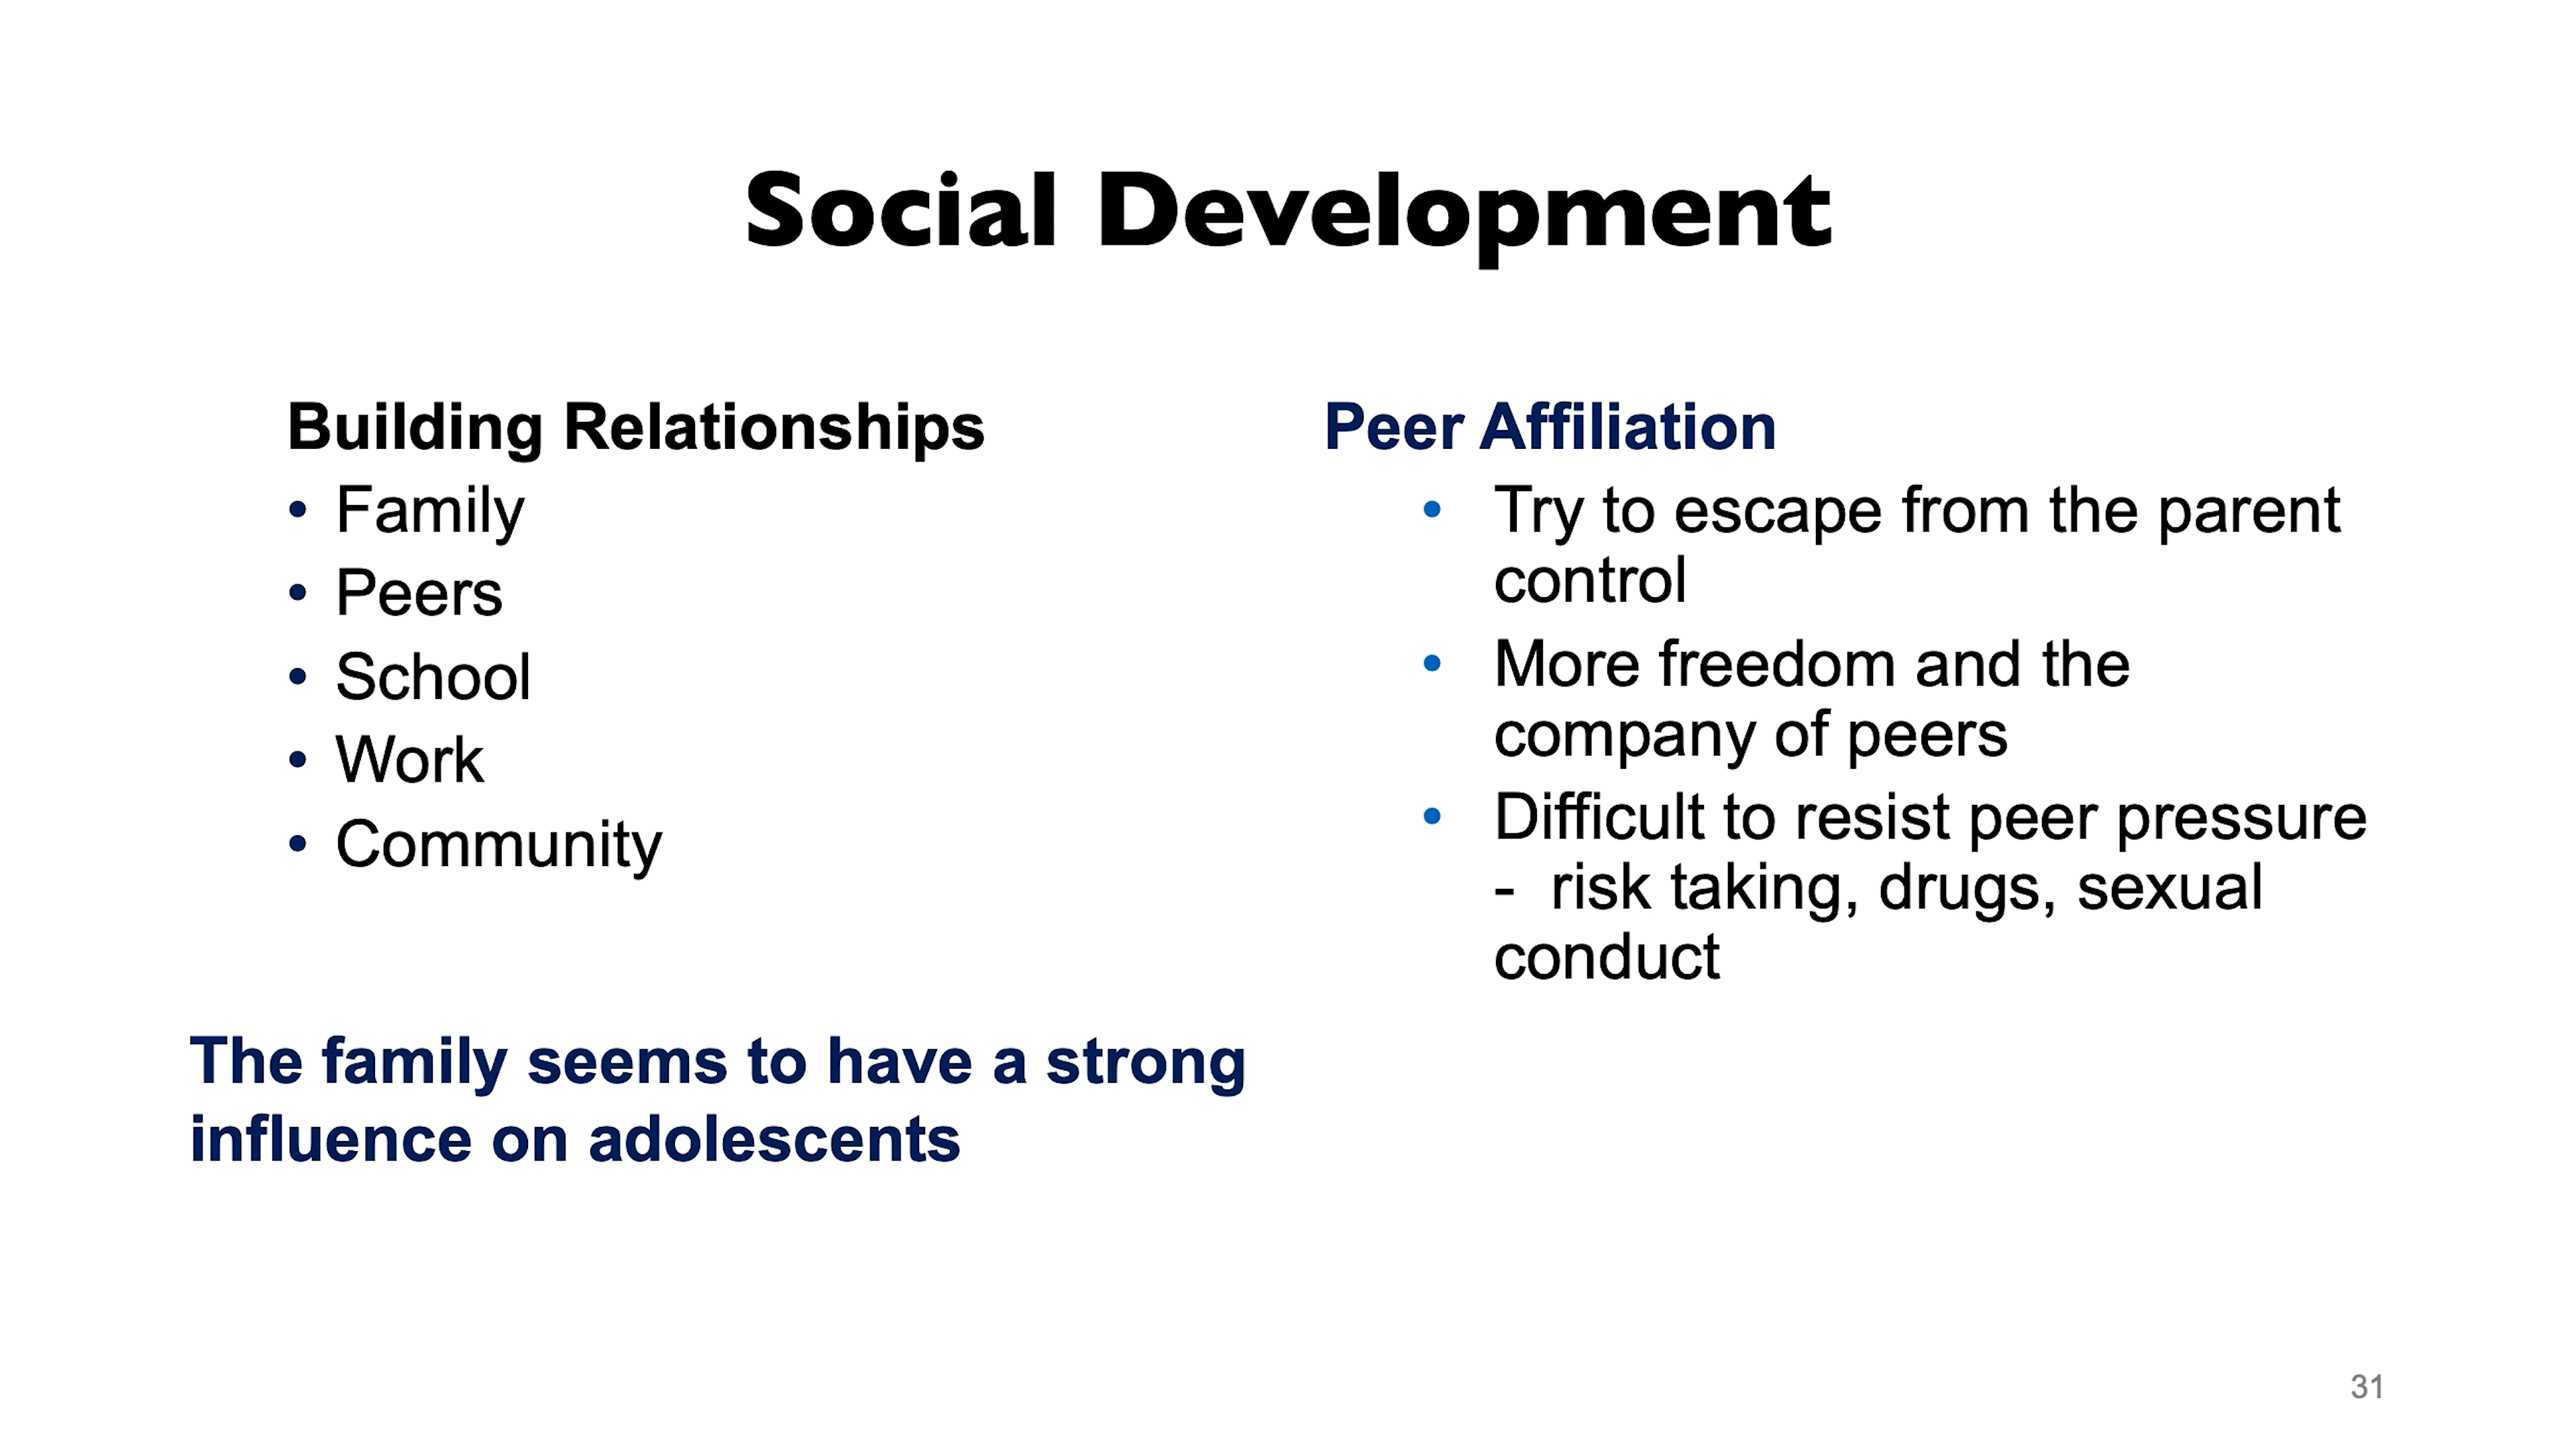 Social Development
Building Relationships
• Family
• Peers
• School
• Work
• Community
The family seems to have a strong
influence on adolescents
Peer Affiliation
• Try to escape from the parent
control
• More freedom and the
company of peers
• Difficult to resist peer pressure
- risk taking, drugs, sexual
conduct
31